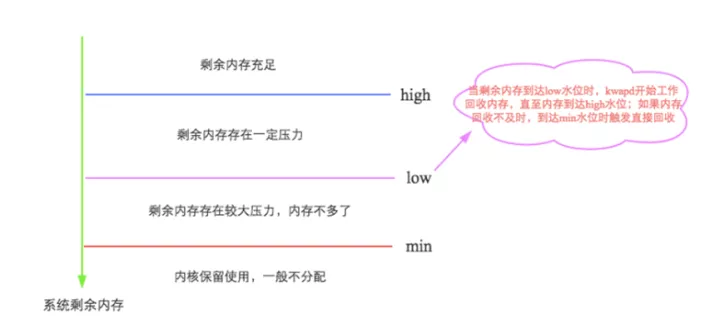 剩余内存充足
high
当剩余内存到达low水位时，kwapd开始工作
回收内存，直至内存到达high水位；如果内存
回收不及时，到达min水位时触发直接回收
剩余内存存在一定压力
low
剩余内存存在较大压力，内存不多了
min
内核保留使用，一般不分配
系统剩余内存